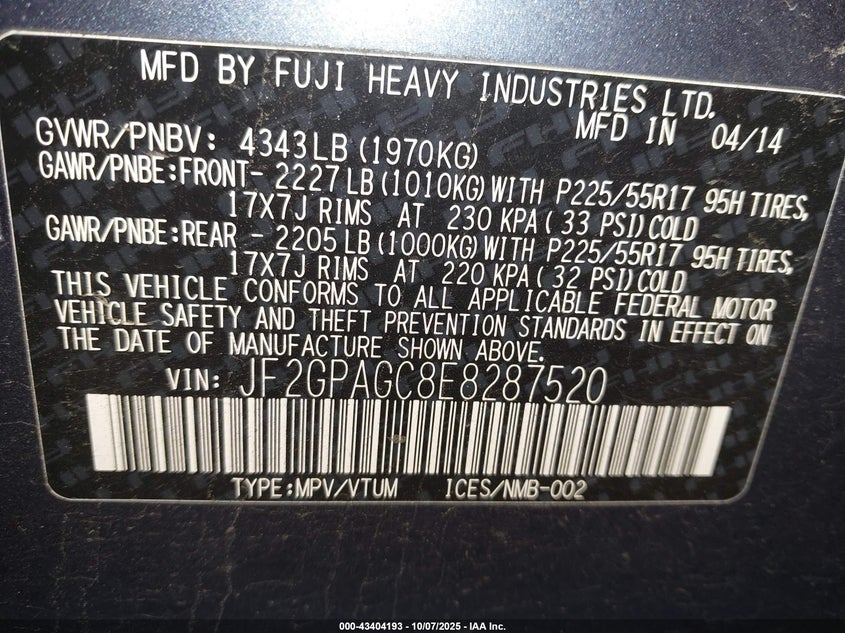 MFD BY FUJI HEAVY INDUSTRIES LTD.
MFD IN 04/14
GVWR/PNBV: 4343LB (1970KG)
GAWR/PNBE:FRONT- 2227LB (1010KG) WITH P225/55R17 95H TIRES,
17X7J RIMS AT 230 KPA ( 33 PSI) COLD
GAWR/PNBE:REAR - 2205LB (1000KG) WITH P225/55R17 95H TIRES,
17X7J RIMS AT 220 KPA ( 32 PSI) COLD
THIS VEHICLE CONFORMS TO ALL APPLICABLE FEDERAL MOTOR
VEHICLE SAFETY AND THEFT PREVENTION STANDARDS IN EFFECT ON
THE DATE OF MANUFACTURE SHOWN ABOVE.
VIN: JF2GPAGC8E8287520
TYPE:MPV/VTUM ICES/NMB-002
000-43404193 - 10/07/2025 - IAA Inc.